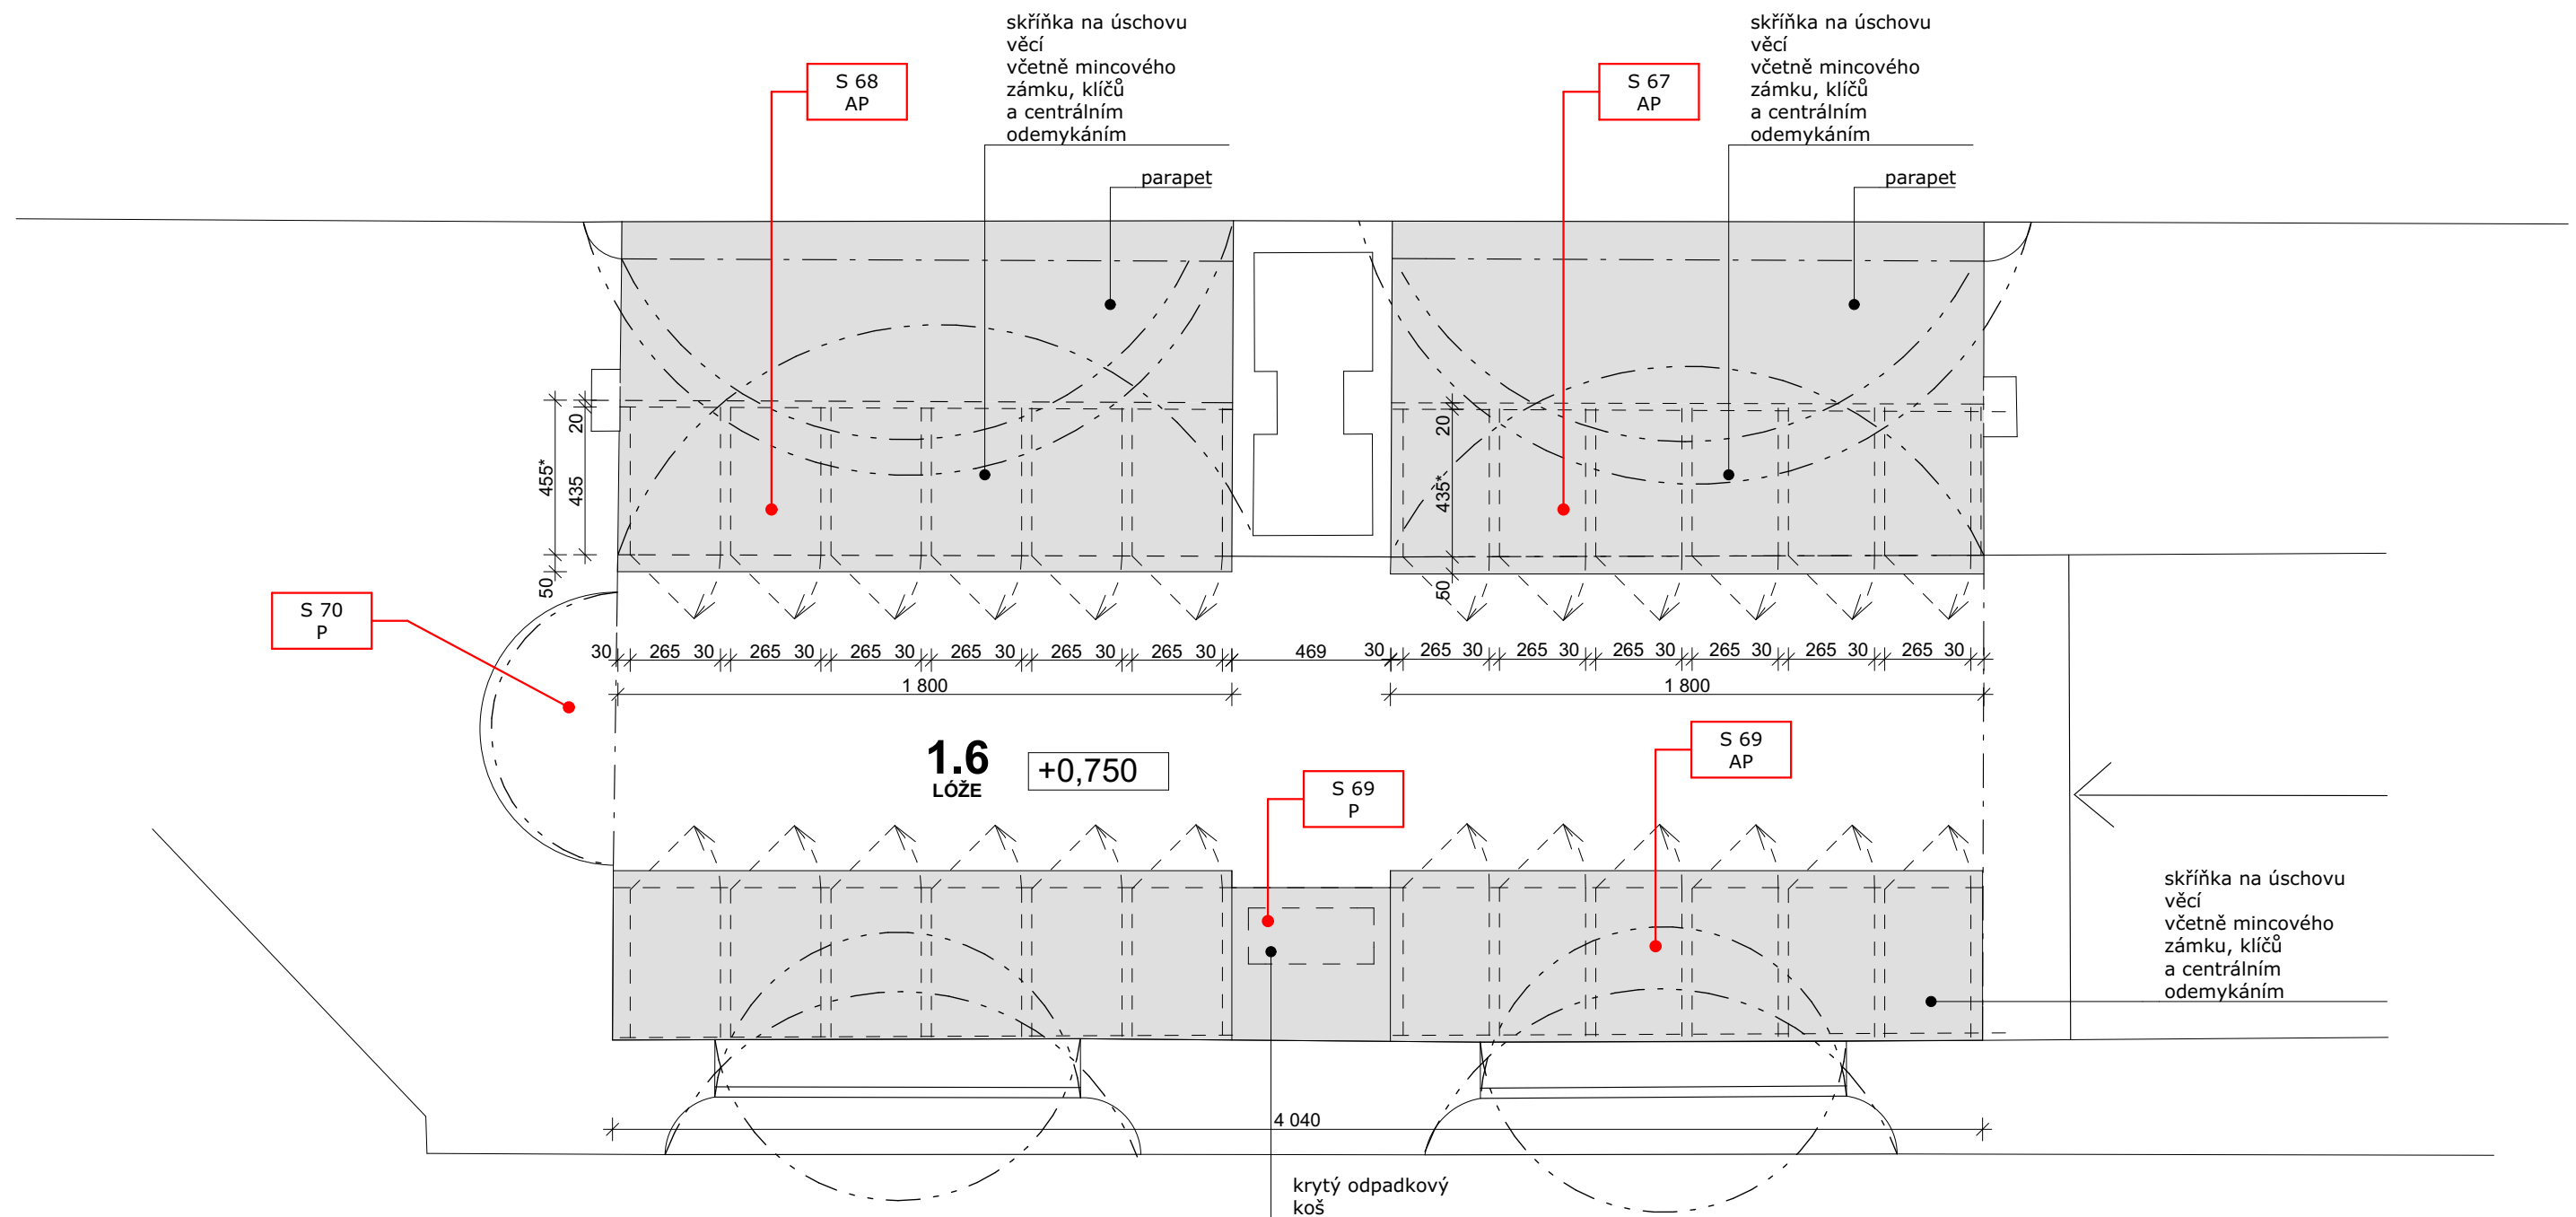 skříňka na úschovu
věcí
včetně mincového
zámku, klíčů
a centrálním
odemykáním
skříňka na úschovu
věcí
včetně mincového
zámku, klíčů
a centrálním
odemykáním
S 68
AP
S 67
AP
parapet
parapet
20
455*
435
50
20
435*
50
S 70
P
30 265 30 265 30 265 30 265 30 265 30 265 30 469 30 265 30 265 30 265 30 265 30 265 30 265 30
1 800
1 800
1.6
LÓŽE
+0,750
S 69
AP
S 69
P
skříňka na úschovu
věcí
včetně mincového
zámku, klíčů
a centrálním
odemykáním
4 040
krytý odpadkový
koš